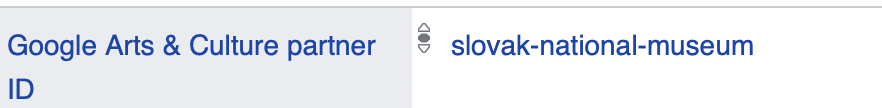 Google Arts & Culture partner
ID
slovak-national-museum